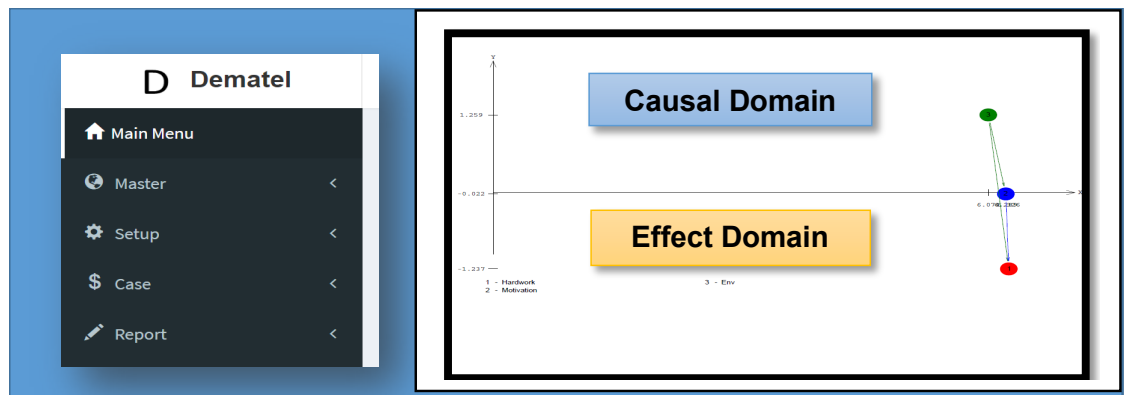 D Dematel
Main Menu
Master
Setup
$ Case
Report
Y
Causal Domain
1.259
-0.022
X
Effect Domain
-1.237
1 - Hardwork
3 - Env
2 - Motivation